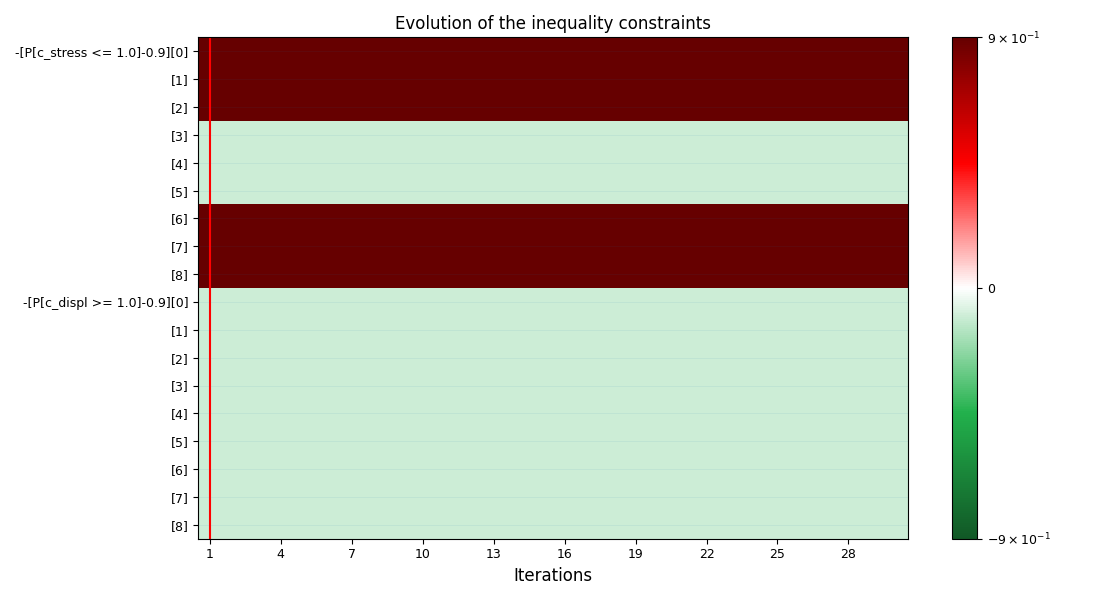 Evolution of the inequality constraints
-[P[c_stress <= 1.0]-0.9][0]
[1]
[2]
[3]
[4]
[5]
[6]
[7]
[8]
-[P[c_displ >= 1.0]-0.9][0]
[1]
[2]
[3]
[4]
[5]
[6]
[7]
[8]
1 4 7 10 13 16 19 22 25 28
Iterations
9 × 10⁻¹
0
−9 × 10⁻¹